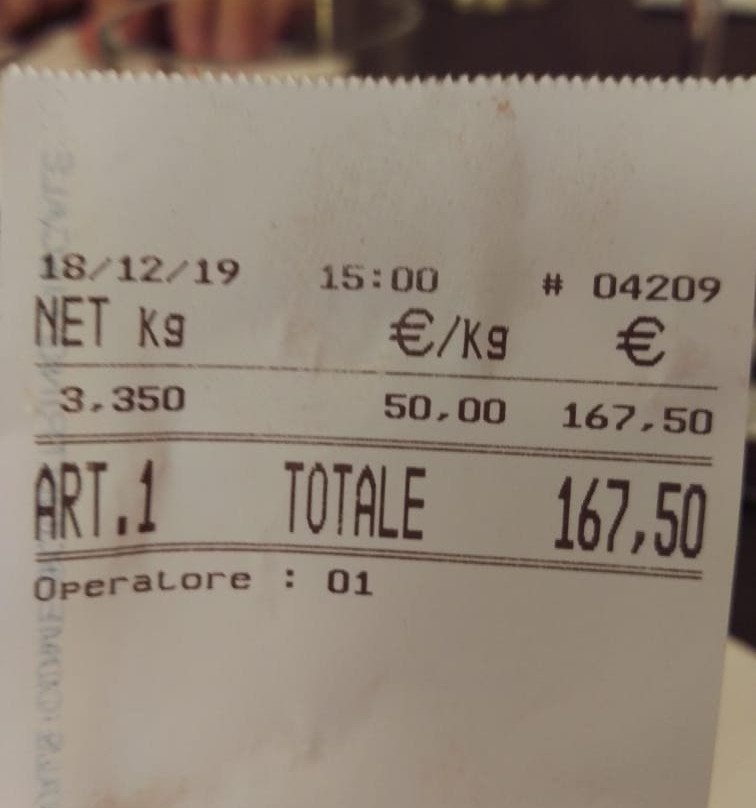 18/12/19 15:00 # 04209
NET Kg €/Kg €
3,350 50,00 167,50
ART.1 TOTALE 167,50
Operatore : 01